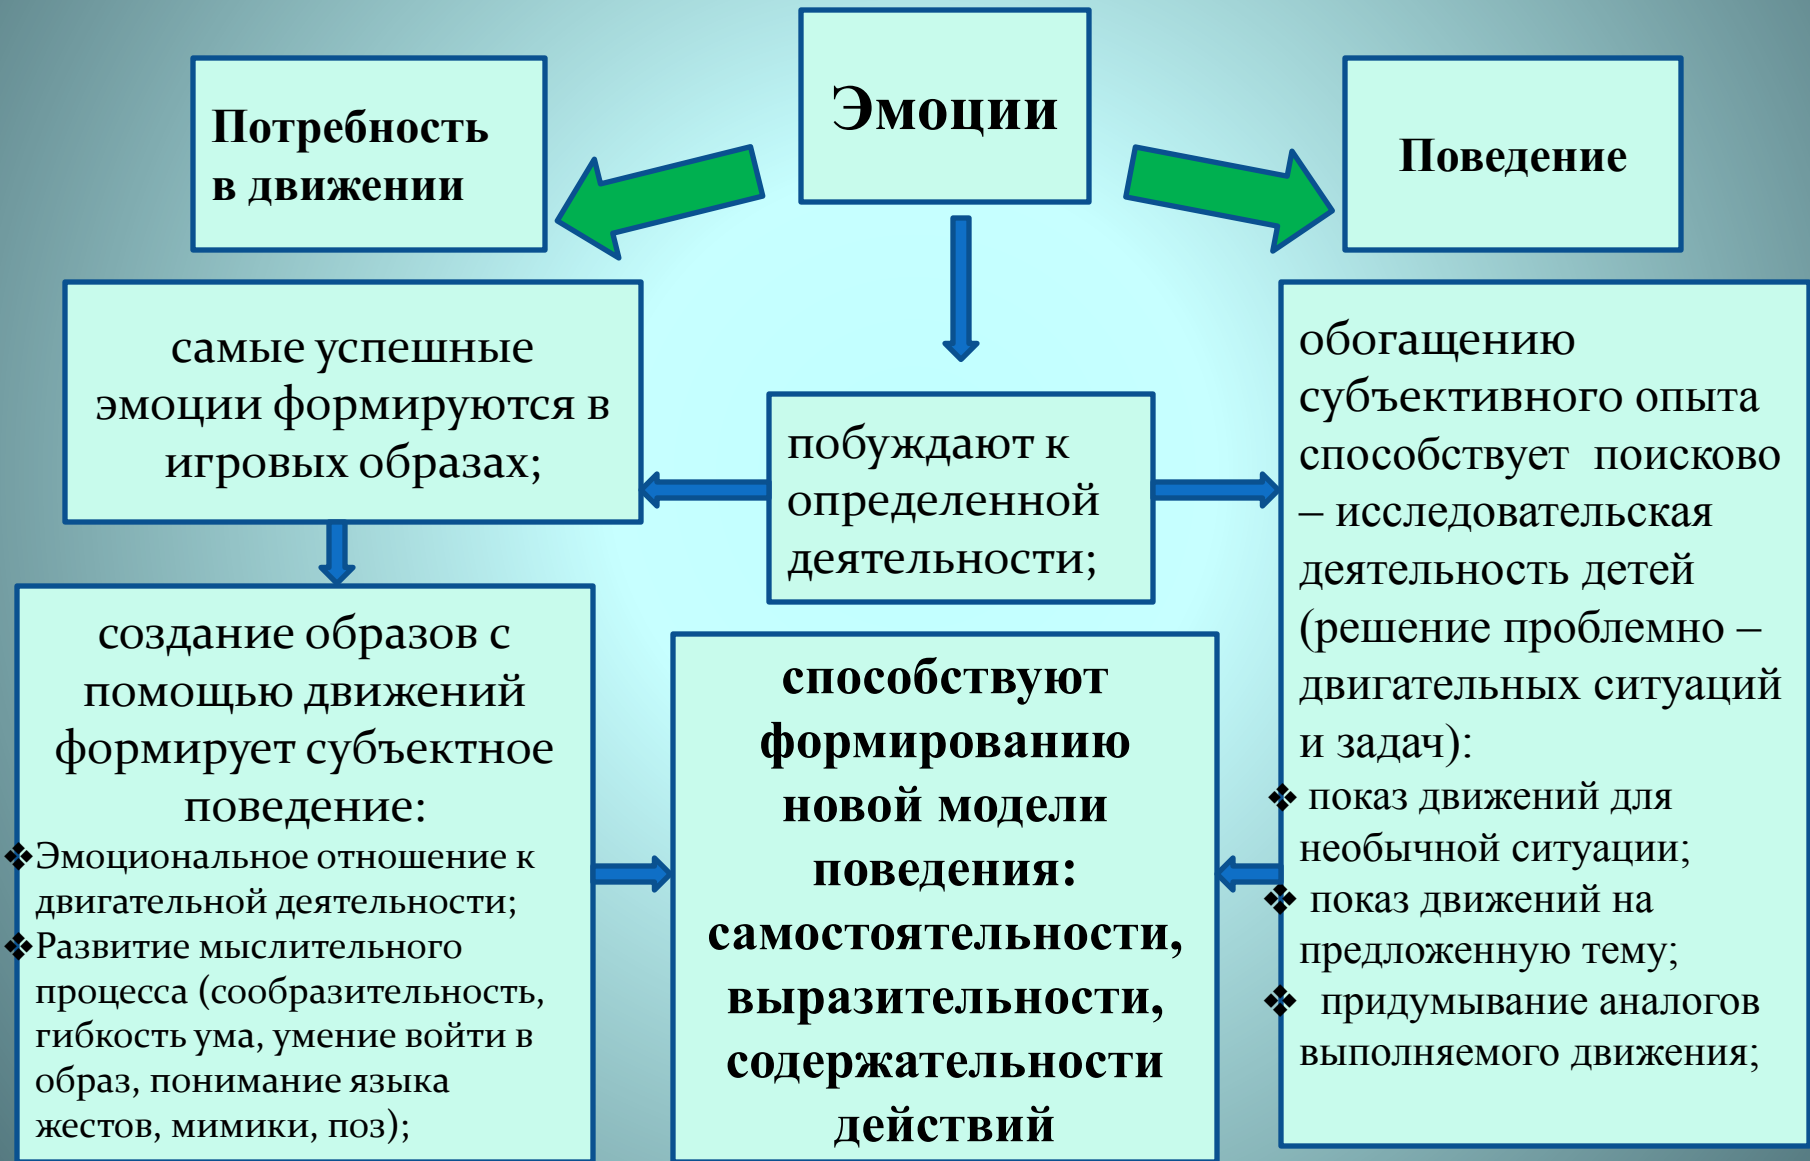 Эмоции
Потребность
в движении
Поведение
самые успешные
эмоции формируются в
игровых образах;
побуждают к
определенной
деятельности;
обогащению
субъективного опыта
способствует  поисково
– исследовательская
деятельность детей
(решение проблемно –
двигательных ситуаций
и задач):
❖ показ движений для
необычной ситуации;
❖ показ движений на
предложенную тему;
❖ придумывание аналогов
выполняемого движения;
создание образов с
помощью движений
формирует субъектное
поведение:
❖Эмоциональное отношение к
двигательной деятельности;
❖Развитие мыслительного
процесса (сообразительность,
гибкость ума, умение войти в
образ, понимание языка
жестов, мимики, поз);
способствуют
формированию
новой модели
поведения:
самостоятельности,
выразительности,
содержательности
действий